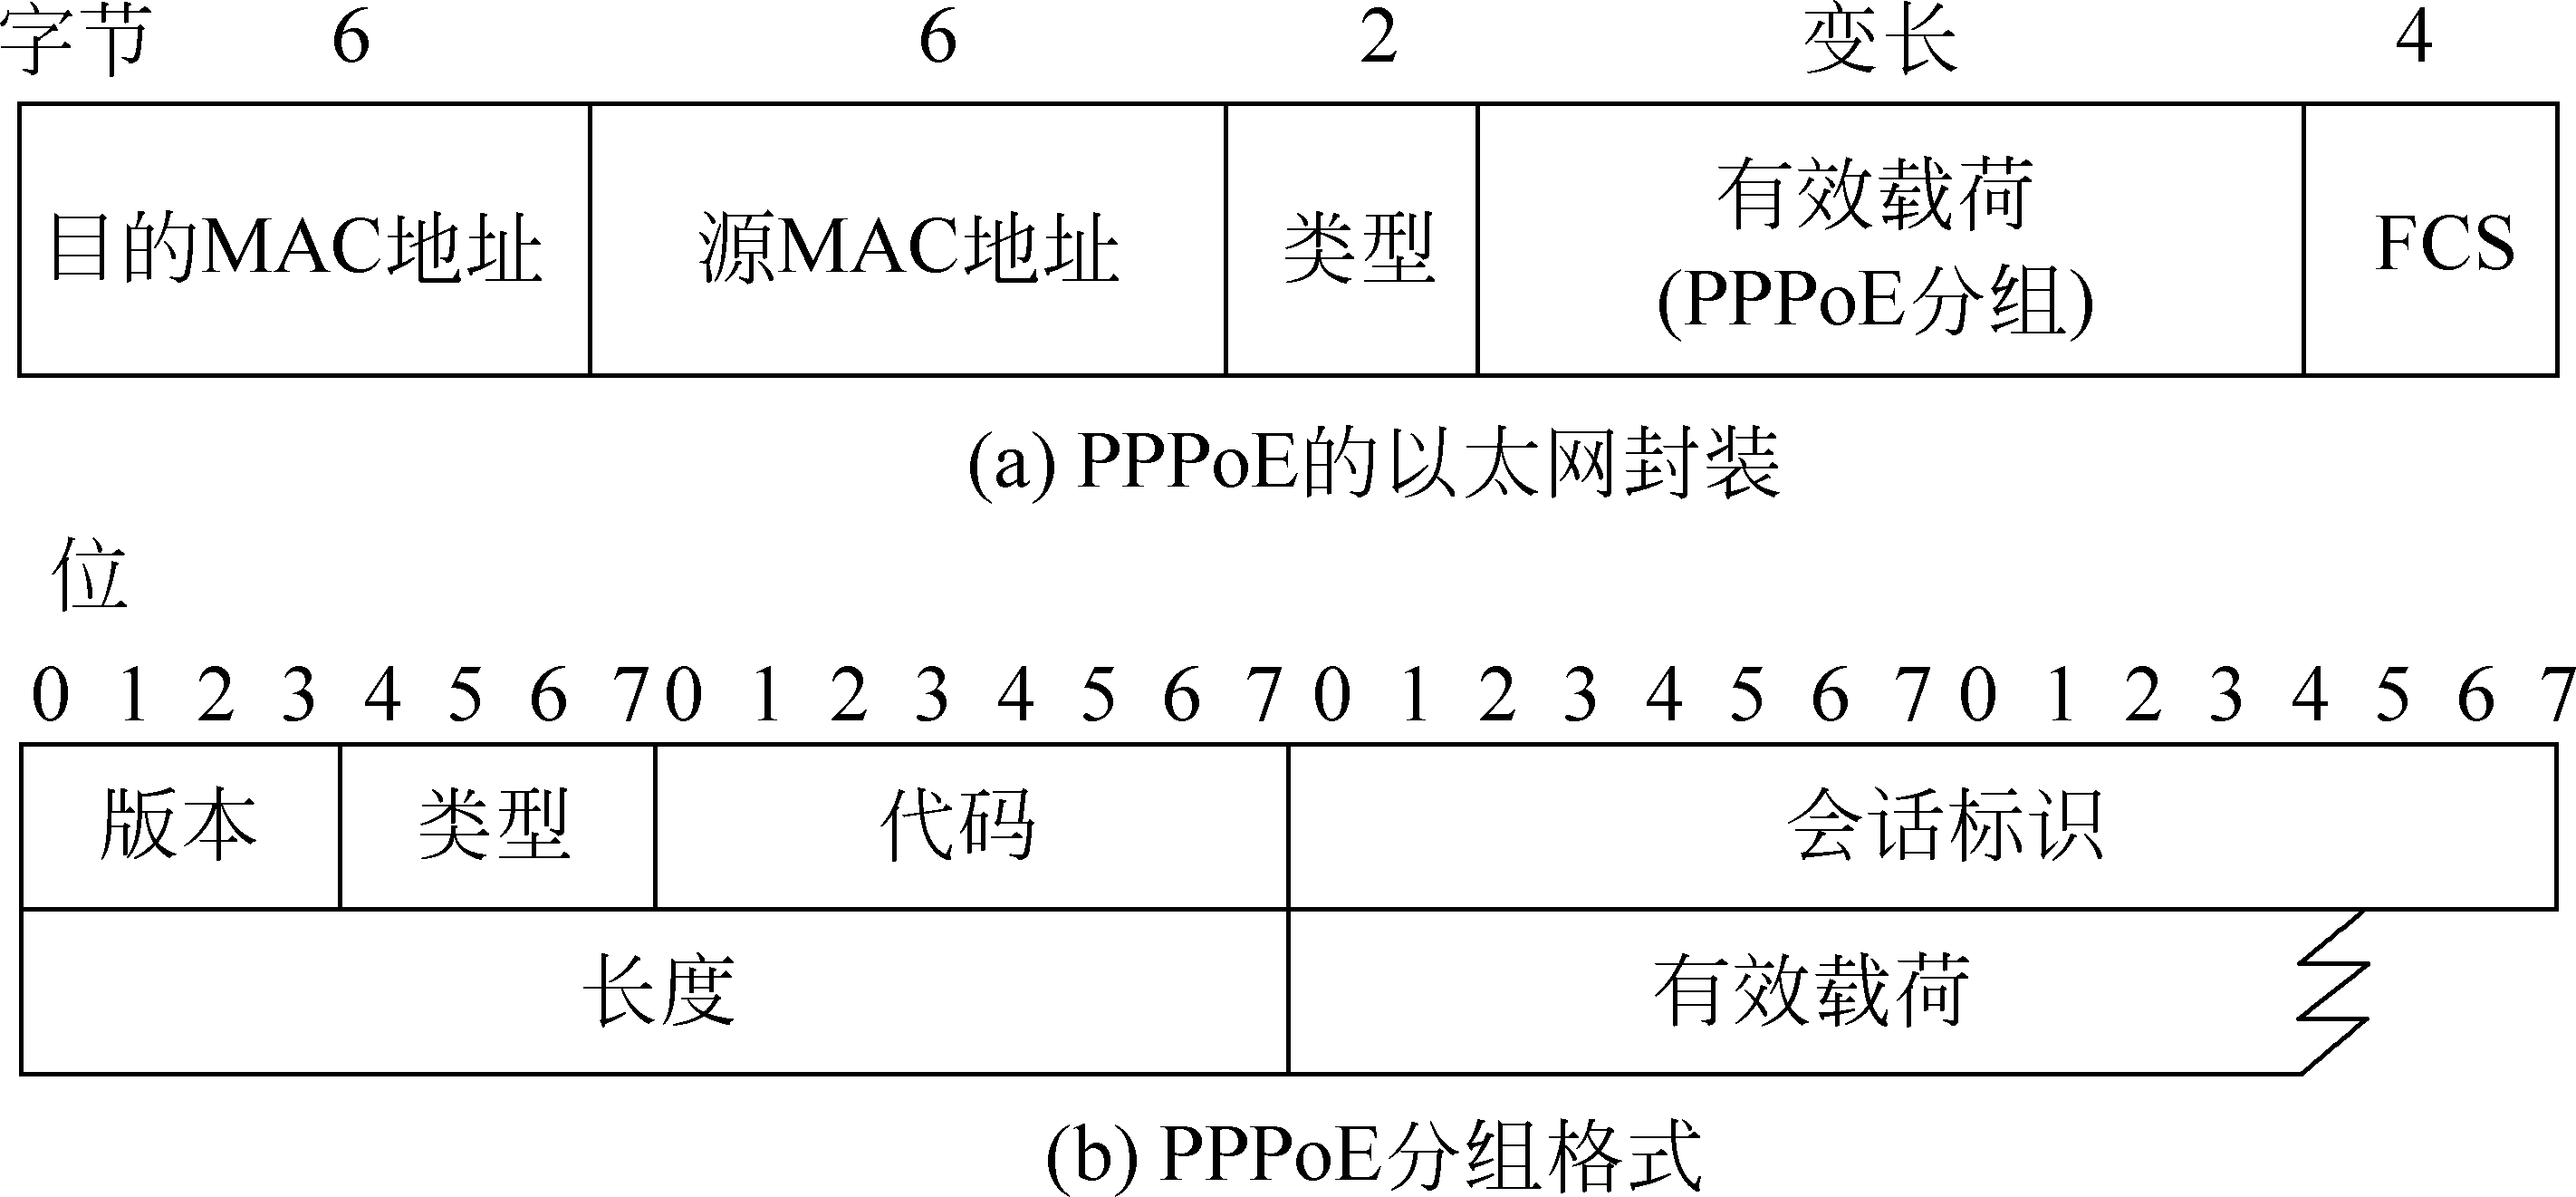 字节 6 6 2 变长 4
目的MAC地址 源MAC地址 类型 有效载荷 (PPPoE分组) FCS
(a) PPPoE的以太网封装
位
0 1 2 3 4 5 6 7 0 1 2 3 4 5 6 7 0 1 2 3 4 5 6 7 0 1 2 3 4 5 6 7
版本 类型 代码 会话标识
长度 有效载荷
(b) PPPoE分组格式